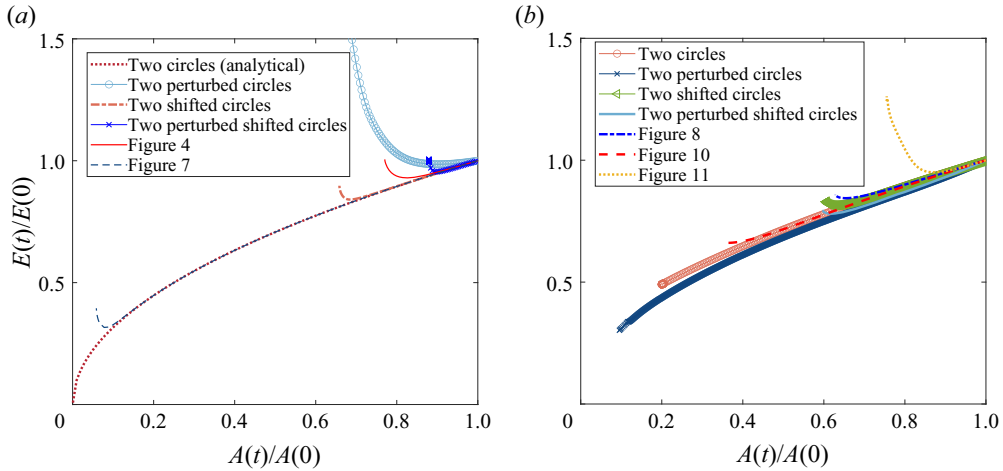 (a)
1.5
Two circles (analytical)
Two perturbed circles
Two shifted circles
Two perturbed shifted circles
Figure 4
Figure 7
1.0
0.5
E(t)/E(0)
0
0.2
0.4
0.6
0.8
1.0
A(t)/A(0)
(b)
1.5
Two circles
Two perturbed circles
Two shifted circles
Two perturbed shifted circles
Figure 8
Figure 10
Figure 11
1.0
0.5
0
0.2
0.4
0.6
0.8
1.0
A(t)/A(0)